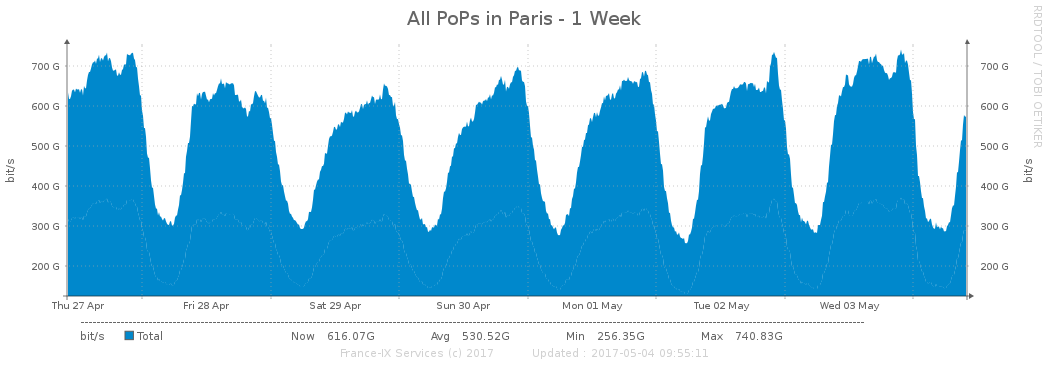 All PoPs in Paris - 1 Week
RRDTOOL / TOBI OETIKER
bit/s
700 G
600 G
500 G
400 G
300 G
200 G
700 G
600 G
500 G
400 G
300 G
200 G
bit/s
Thu 27 Apr Fri 28 Apr Sat 29 Apr Sun 30 Apr Mon 01 May Tue 02 May Wed 03 May
bit/s Total Now 616.07G Avg 530.52G Min 256.35G Max 740.83G
France-IX Services (c) 2017 Updated : 2017-05-04 09:55:11